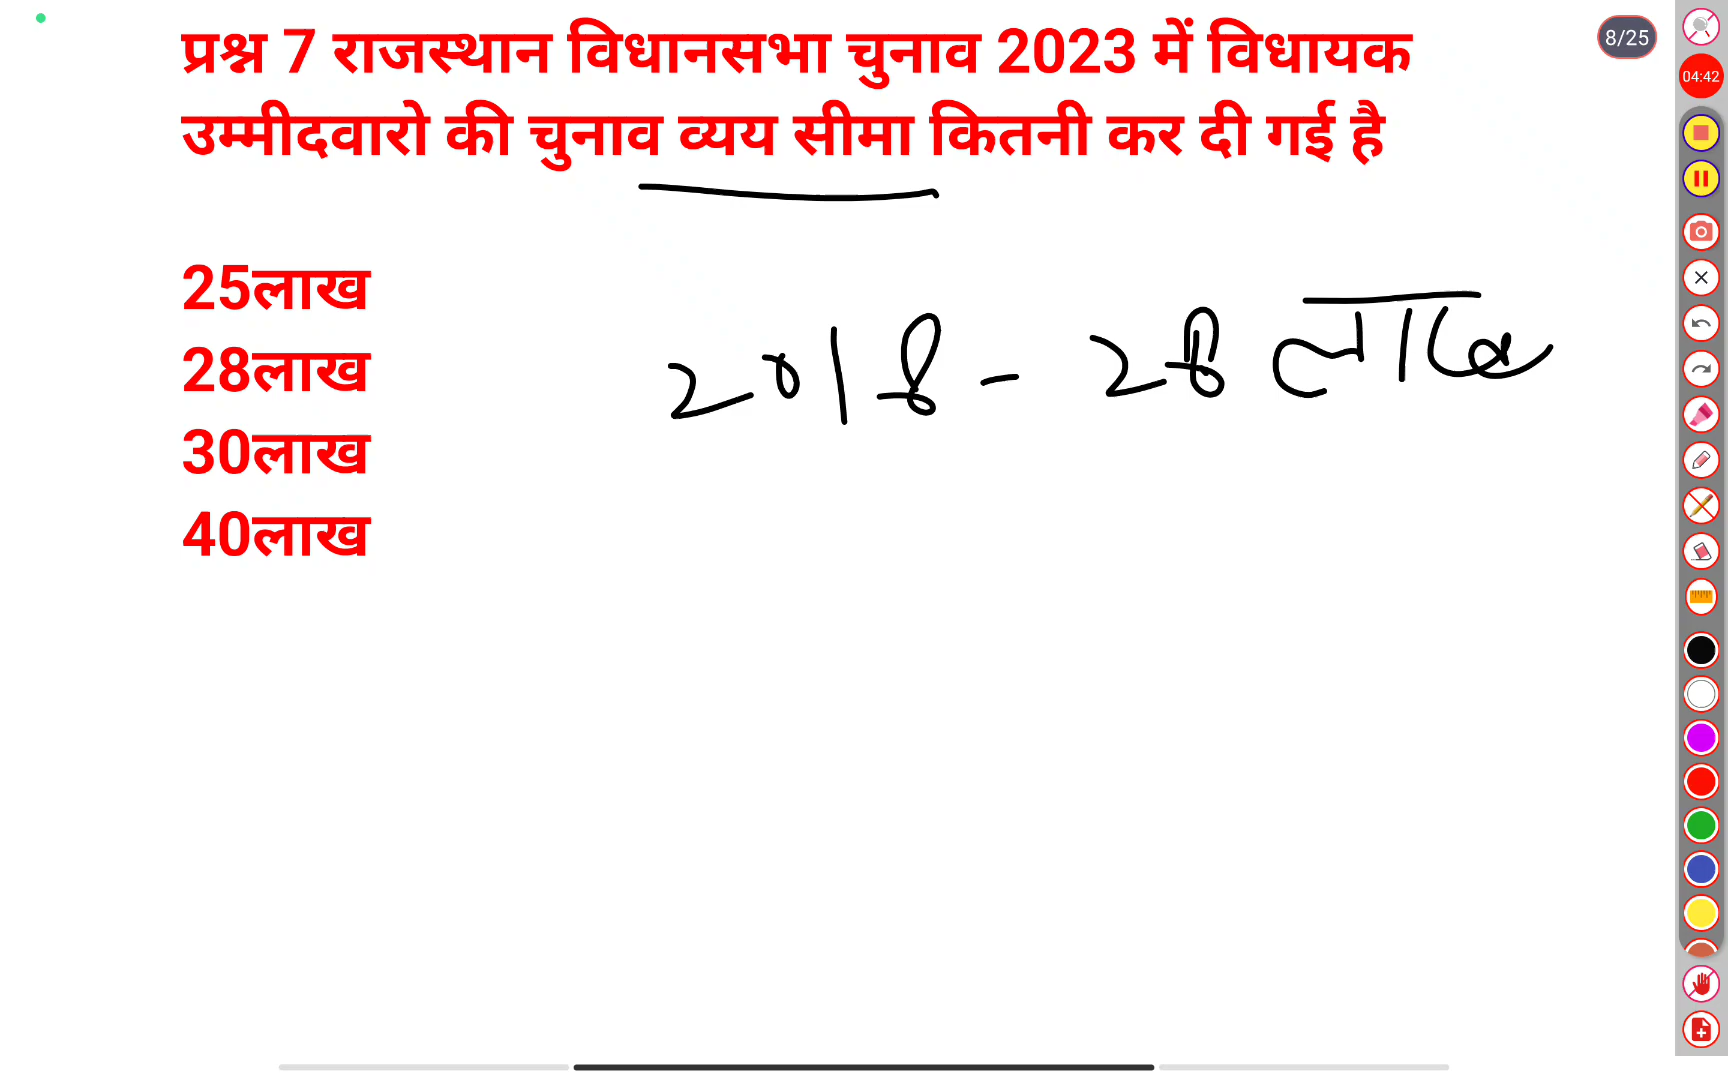 प्रश्न 7 राजस्थान विधानसभा चुनाव 2023 में विधायक
उम्मीदवारो की चुनाव व्यय सीमा कितनी कर दी गई है
25लाख
28लाख
30लाख
40लाख
2018 - 28 लाख
8/25
04:42